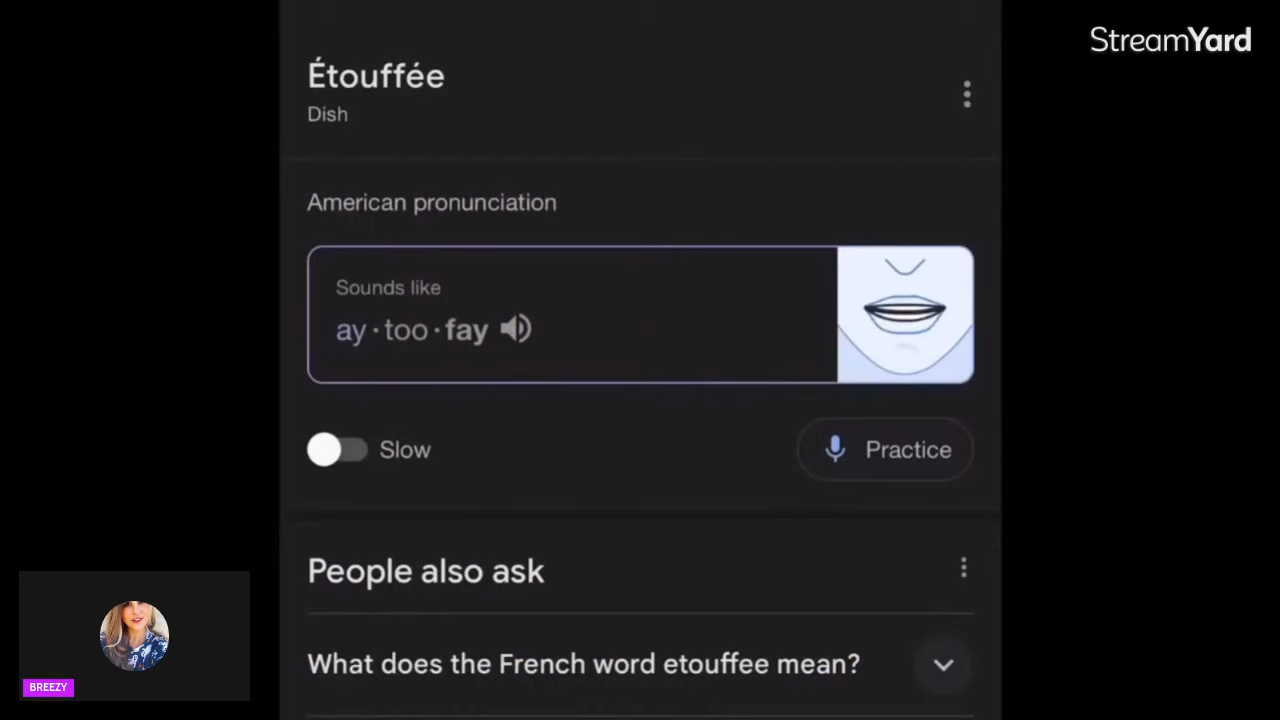 StreamYard
Étouffée
Dish
American pronunciation
Sounds like
ay · too · fay
Slow
Practice
People also ask
What does the French word etouffee mean?
BREEZY